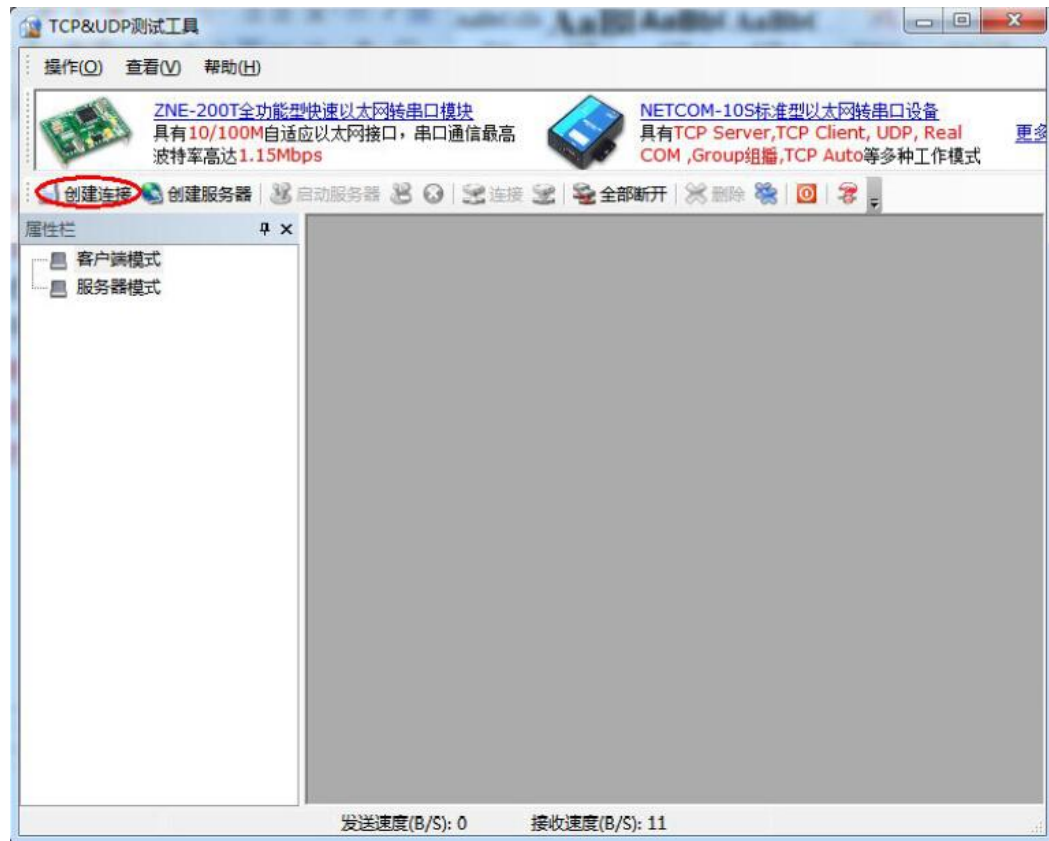 TCP&UDP测试工具
操作(O) 查看(V) 帮助(H)
ZNE-200T全功能型快速以太网转串口模块
具有10/100M自适应以太网接口，串口通信最高
波特率高达1.15Mbps
NETCOM-10S标准型以太网转串口设备
具有TCP Server,TCP Client, UDP, Real
COM ,Group组播,TCP Auto等多种工作模式
创建连接 创建服务器 启动服务器 连接 全部断开 删除
属性栏
客户端模式
服务器模式
发送速度(B/S): 0 接收速度(B/S): 11